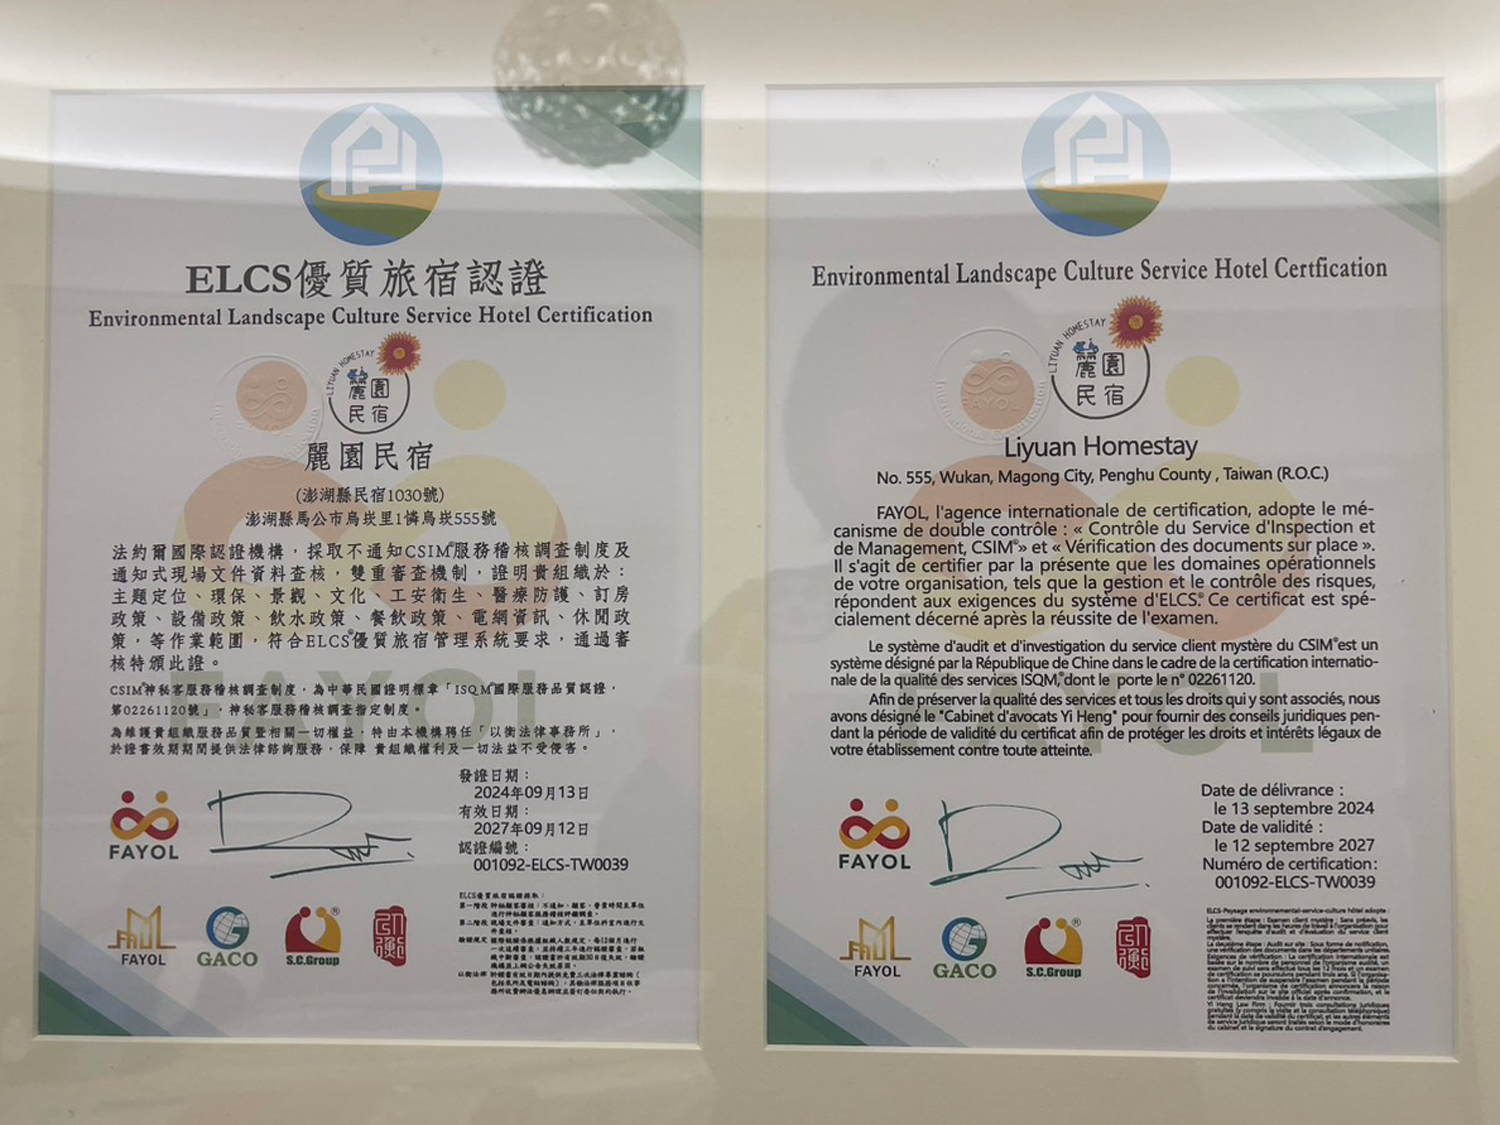 ELCS優質旅宿認證
Environmental Landscape Culture Service Hotel Certification
LIYUAN HOMESTAY
麗園
民宿
FAYOL
麗園民宿
(澎湖縣民宿1030號)
澎湖縣馬公市烏崁里1憐烏崁555號
法約爾國際認證機構，採取不通知CSIM®服務稽核調查制度及
通知式現場文件資料查核，雙重審查機制，證明貴組織於：
主題定位、環保、景觀、文化、工安衛生、醫療防護、訂房
政策、設備政策、飲水政策、餐飲政策、電網資訊、休閒政
策，等作業範圍，符合ELCS®優質旅宿管理系統要求，通過審
核特頒此證。
CSIM®神秘客服務稽核調查制度，為中華民國證明標章「ISQM®國際服務品質認證，
第02261120號」，神秘客服務稽核調查指定制度。
為維護貴組織服務品質暨相關一切權益，特由本機構聘任「以衡法律事務所」，
於證書效期期間提供法律諮詢服務，保障 貴組織權利及一切法益不受侵害。
FAYOL
發證日期：
2024年09月13日
有效日期：
2027年09月12日
認證編號：
001092-ELCS-TW0039
FAYOL
FAYOL
GACO
S.C.Group
ELCS優質旅宿認證採取：
Environmental Landscape Culture Service Hotel Certfication
LIYUAN HOMESTAY
麗園
民宿
FAYOL
Liyuan Homestay
No. 555, Wukan, Magong City, Penghu County , Taiwan (R.O.C.)
FAYOL, l'agence internationale de certification, adopte le mé-
canisme de double contrôle : « Contrôle du Service d'Inspection et
de Management, CSIM®» et « Vérification des documents sur place ».
Il s'agit de certifier par la présente que les domaines opérationnels
de votre organisation, tels que la gestion et le contrôle des risques,
répondent aux exigences du système d'ELCS.® Ce certificat est spé-
cialement décerné après la réussite de l'examen.
Le système d'audit et d'investigation du service client mystère du CSIM®est un
système désigné par la République de Chine dans le cadre de la certification internatio-
nale de la qualité des services ISQM,®dont le porte le n° 02261120.
Afin de préserver la qualité des services et tous les droits qui y sont associés, nous
avons désigné le "Cabinet d'avocats Yi Heng" pour fournir des conseils juridiques pen-
dant la période de validité du certificat afin de protéger les droits et intérêts légaux de
votre établissement contre toute atteinte.
FAYOL
Date de délivrance :
le 13 septembre 2024
Date de validité :
le 12 septembre 2027
Numéro de certification:
001092-ELCS-TW0039
FAYOL
FAYOL
GACO
S.C.Group
ELCS-Paysage environnemental-service-culture hôtel adopte :